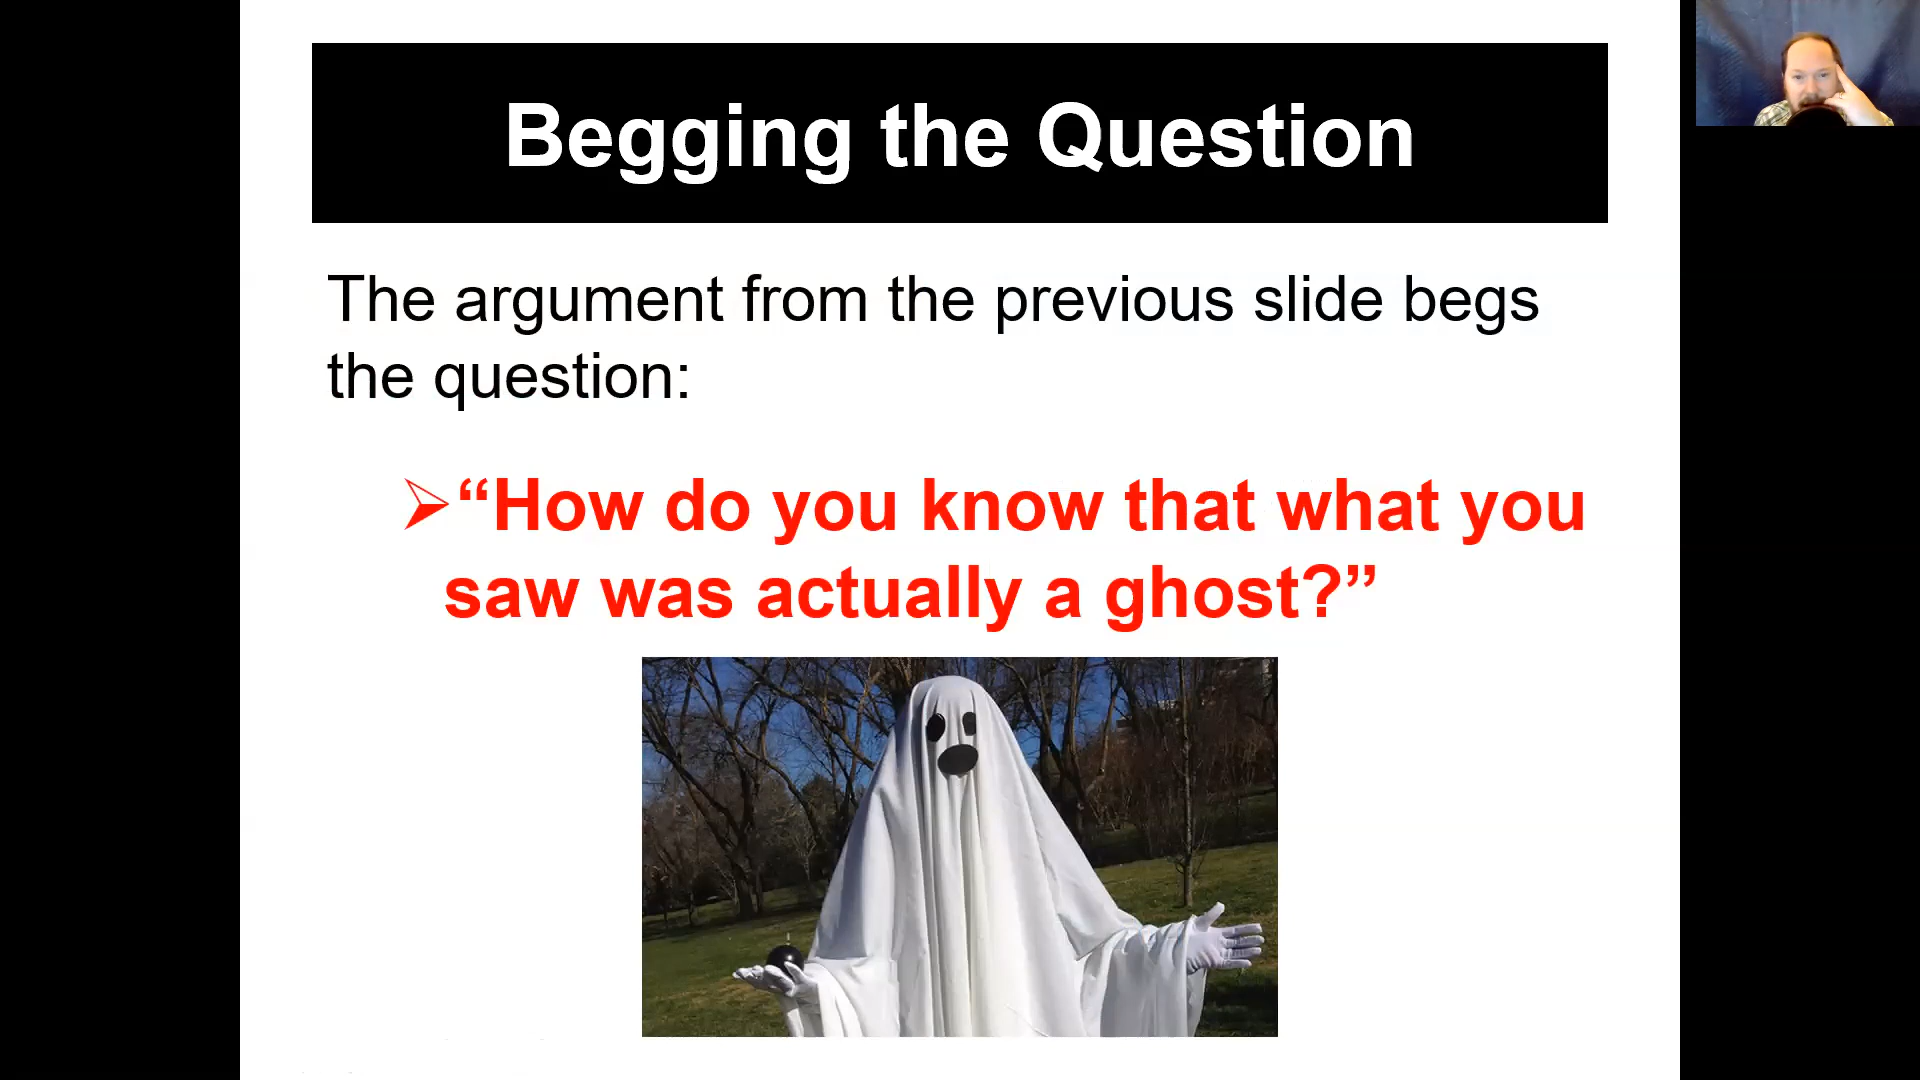 Begging the Question
The argument from the previous slide begs
the question:
“How do you know that what you
saw was actually a ghost?”